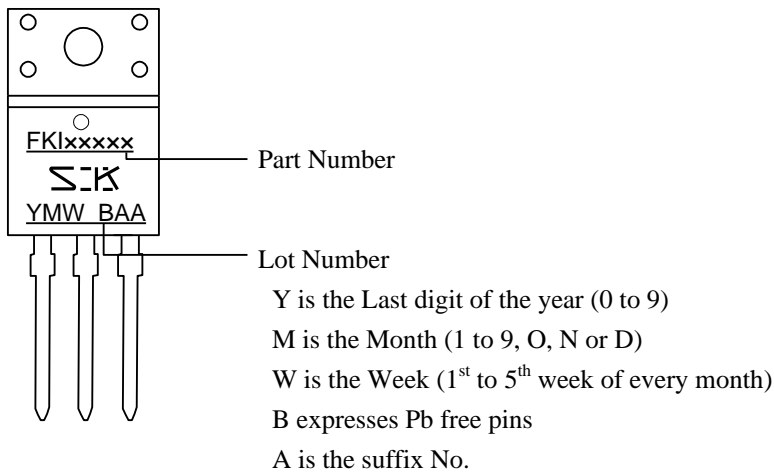 FKI×××××
Part Number
SK
YMW BAA
Lot Number
Y is the Last digit of the year (0 to 9)
M is the Month (1 to 9, O, N or D)
W is the Week (1st to 5th week of every month)
B expresses Pb free pins
A is the suffix No.